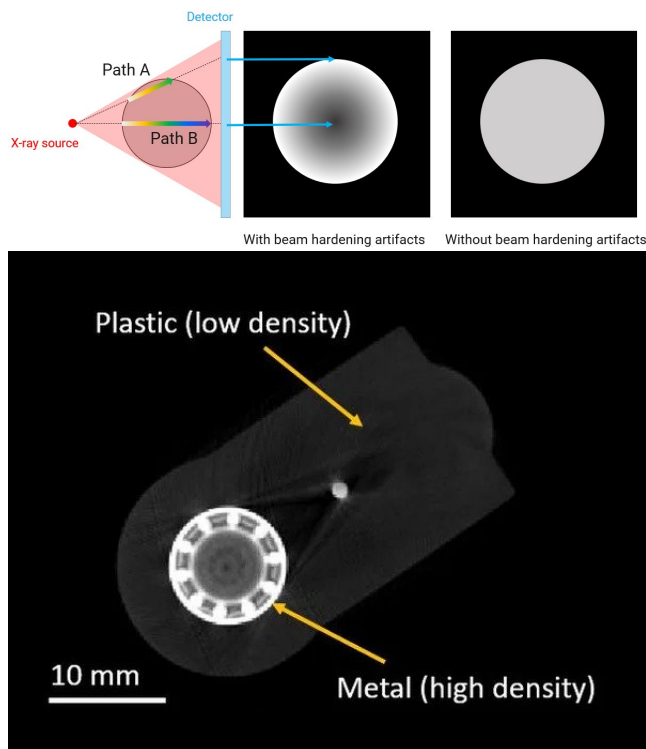 Detector
Path A
Path B
X-ray source
With beam hardening artifacts
Without beam hardening artifacts
Plastic (low density)
10 mm
Metal (high density)